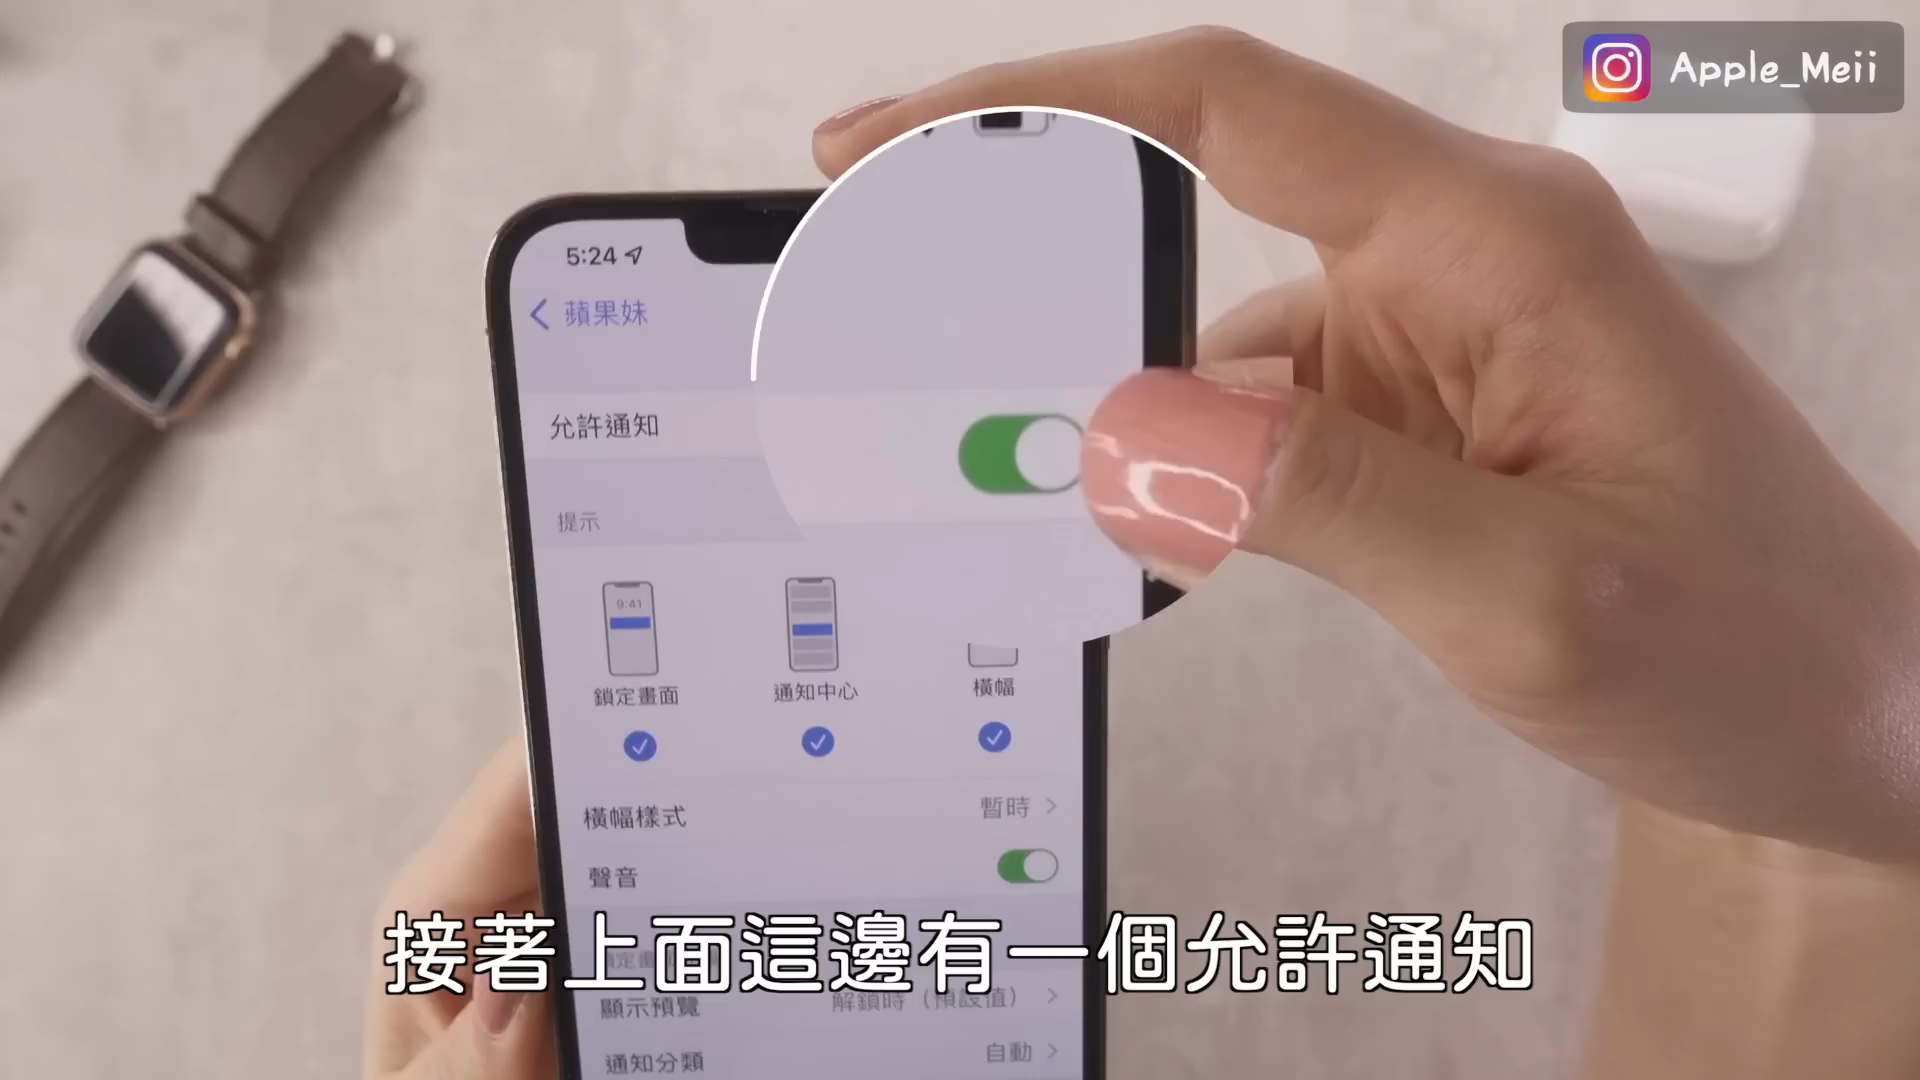 Apple_Meii
5:24
蘋果妹
允許通知
提示
9:41
鎖定畫面
通知中心
橫幅
橫幅樣式
暫時
聲音
接著上面這邊有一個允許通知
顯示預覽
解鎖時（預設值）
通知分類
自動